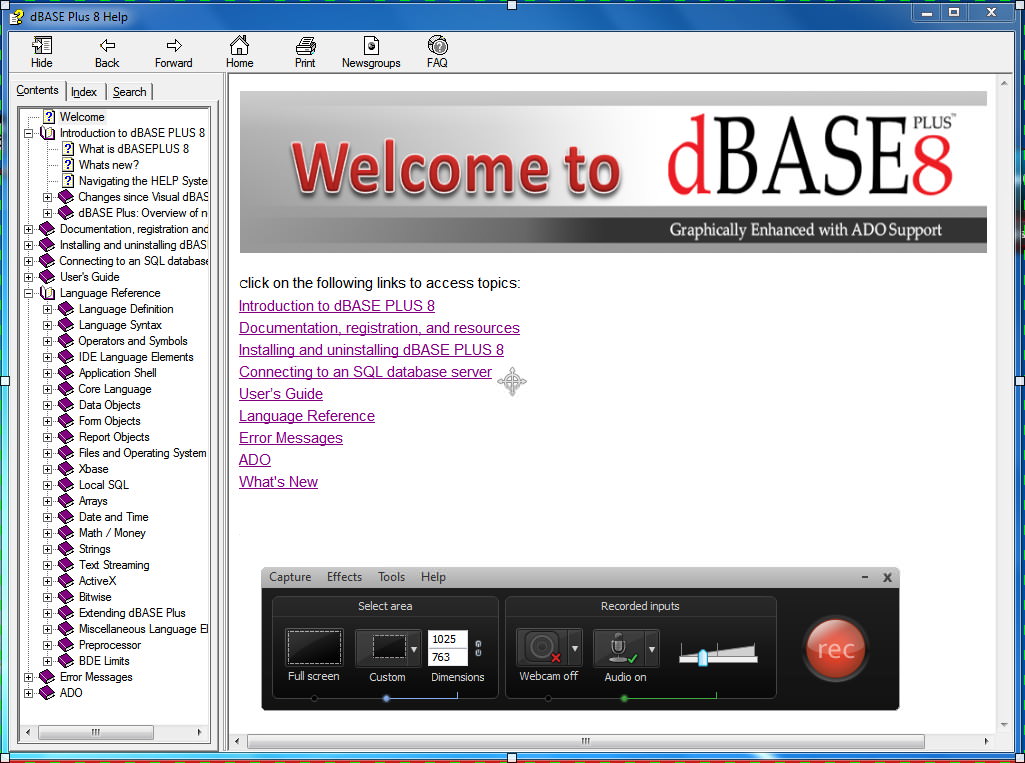 dBASE Plus 8 Help
Hide Back Forward Home Print Newsgroups FAQ
Contents Index Search
Welcome
Introduction to dBASE PLUS 8
What is dBASEPLUS 8
Whats new?
Navigating the HELP Syste
Changes since Visual dBAS
dBASE Plus: Overview of n
Documentation, registration and
Installing and uninstalling dBASI
Connecting to an SQL database
User's Guide
Language Reference
Language Definition
Language Syntax
Operators and Symbols
IDE Language Elements
Application Shell
Core Language
Data Objects
Form Objects
Report Objects
Files and Operating System
Xbase
Local SQL
Arrays
Date and Time
Math / Money
Strings
Text Streaming
ActiveX
Bitwise
Extending dBASE Plus
Miscellaneous Language El
Preprocessor
BDE Limits
Error Messages
ADO
Welcome to dBASE PLUS™ 8
Graphically Enhanced with ADO Support
click on the following links to access topics:
Introduction to dBASE PLUS 8
Documentation, registration, and resources
Installing and uninstalling dBASE PLUS 8
Connecting to an SQL database server
User's Guide
Language Reference
Error Messages
ADO
What's New
Capture Effects Tools Help
Select area
Recorded inputs
1025
763
Full screen Custom Dimensions
Webcam off Audio on
rec